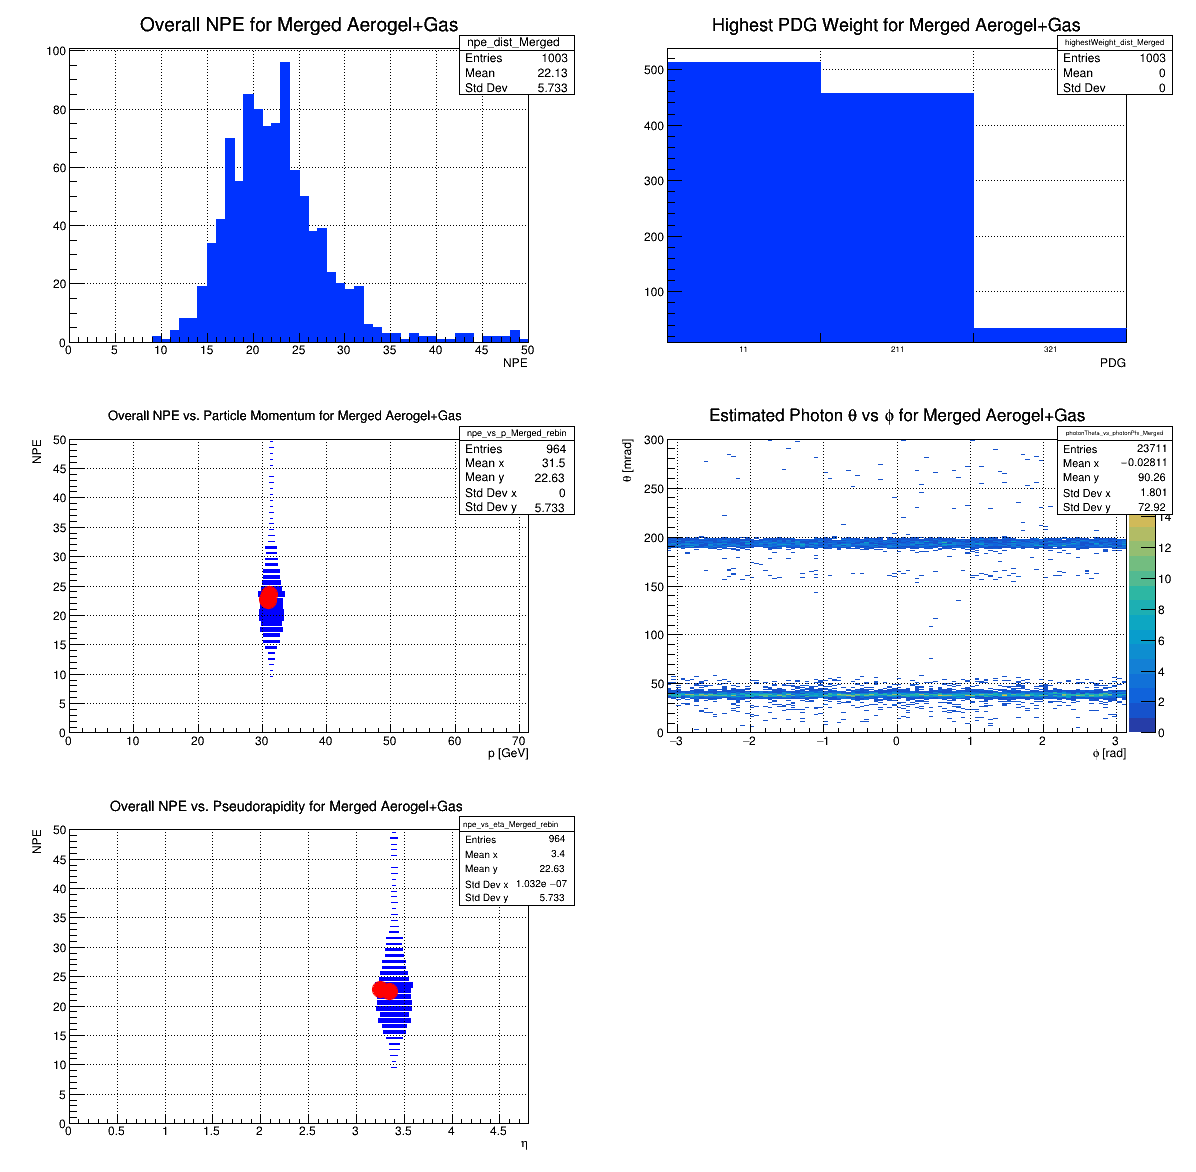 Overall NPE for Merged Aerogel+Gas
npe_dist_Merged
Entries 1003
Mean 22.13
Std Dev 5.733
100
80
60
40
20
0
0 5 10 15 20 25 30 35 40 45 50
NPE
Highest PDG Weight for Merged Aerogel+Gas
highestWeight_dist_Merged
Entries 1003
Mean 0
Std Dev 0
500
400
300
200
100
11 211 321
PDG
Overall NPE vs. Particle Momentum for Merged Aerogel+Gas
npe_vs_p_Merged_rebin
Entries 964
Mean x 31.5
Mean y 22.63
Std Dev x 0
Std Dev y 5.733
NPE
50
45
40
35
30
25
20
15
10
5
0
0 10 20 30 40 50 60 70
p [GeV]
Estimated Photon θ vs ϕ for Merged Aerogel+Gas
photonTheta_vs_photonPhi_Merged
Entries 23711
Mean x −0.02811
Mean y 90.26
Std Dev x 1.801
Std Dev y 72.92
θ [mrad]
300
250
200
150
100
50
0
−3 −2 −1 0 1 2 3
ϕ [rad]
14
12
10
8
6
4
2
0
Overall NPE vs. Pseudorapidity for Merged Aerogel+Gas
npe_vs_eta_Merged_rebin
Entries 964
Mean x 3.4
Mean y 22.63
Std Dev x 1.032e −07
Std Dev y 5.733
NPE
50
45
40
35
30
25
20
15
10
5
0
0 0.5 1 1.5 2 2.5 3 3.5 4 4.5
η